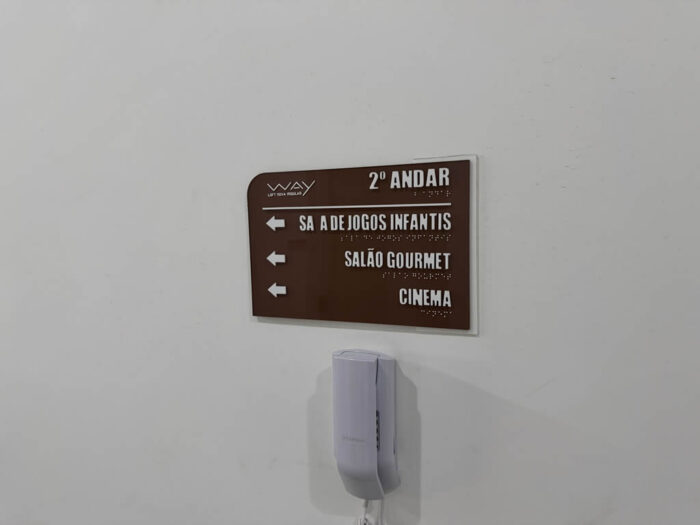 WAY
2º ANDAR
SA A DE JOGOS INFANTIS
SALÃO GOURMET
CINEMA